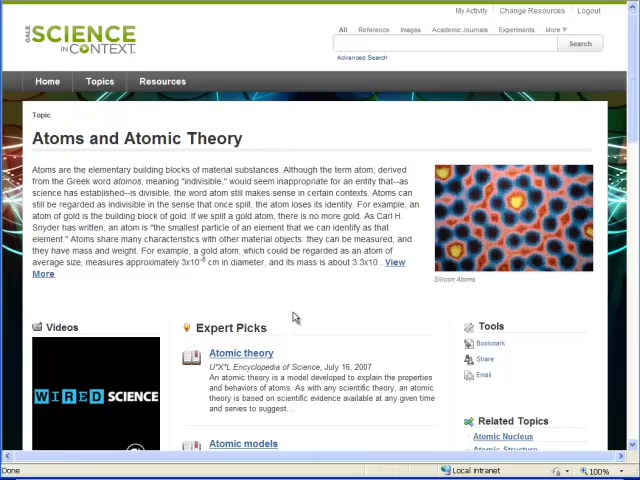 My Activity Change Resources Logout
GALE
SCIENCE
IN CONTEXT
All Reference Images Academic Journals Experiments More
Search
Advanced Search
Home Topics Resources
Topic
Atoms and Atomic Theory
Atoms are the elementary building blocks of material substances. Although the term atom, derived
from the Greek word atomos, meaning "indivisible," would seem inappropriate for an entity that--as
science has established--is divisible, the word atom still makes sense in certain contexts. Atoms can
still be regarded as indivisible in the sense that once split, the atom loses its identity. For example, an
atom of gold is the building block of gold. If we split a gold atom, there is no more gold. As Carl H.
Snyder has written, an atom is "the smallest particle of an element that we can identify as that
element." Atoms share many characteristics with other material objects: they can be measured, and
they have mass and weight. For example, a gold atom, which could be regarded as an atom of
average size, measures approximately 3x10-8 cm in diameter, and its mass is about 3.3x10...View
More
Silicon Atoms.
Videos
WIRED SCIENCE
Expert Picks
Atomic theory
U*X*L Encyclopedia of Science, July 16, 2007
An atomic theory is a model developed to explain the properties
and behaviors of atoms. As with any scientific theory, an atomic
theory is based on scientific evidence available at any given time
and serves to suggest...
Atomic models
Tools
Bookmark
Share
Email
Related Topics
Atomic Nucleus
Atomic Structure
Done
Local intranet
100%